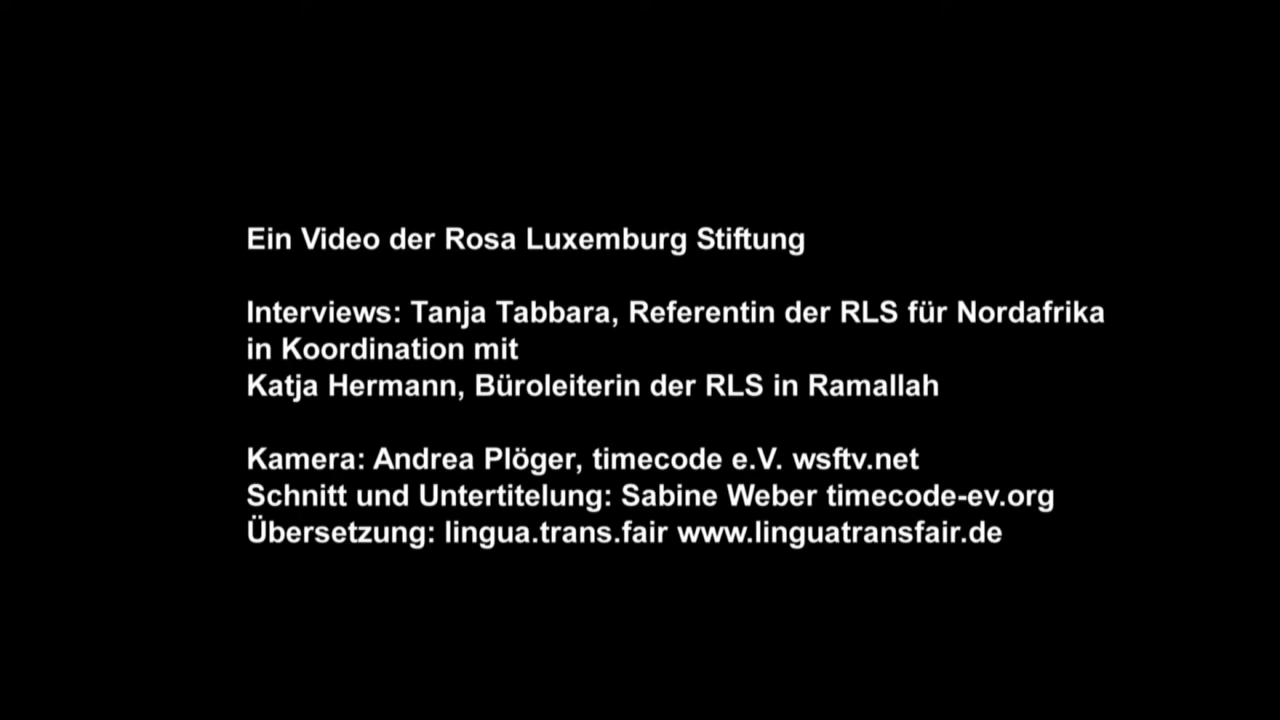 Ein Video der Rosa Luxemburg Stiftung
Interviews: Tanja Tabbara, Referentin der RLS für Nordafrika
in Koordination mit
Katja Hermann, Büroleiterin der RLS in Ramallah
Kamera: Andrea Plöger, timecode e.V. wsftv.net
Schnitt und Untertitelung: Sabine Weber timecode-ev.org
Übersetzung: lingua.trans.fair www.linguatransfair.de